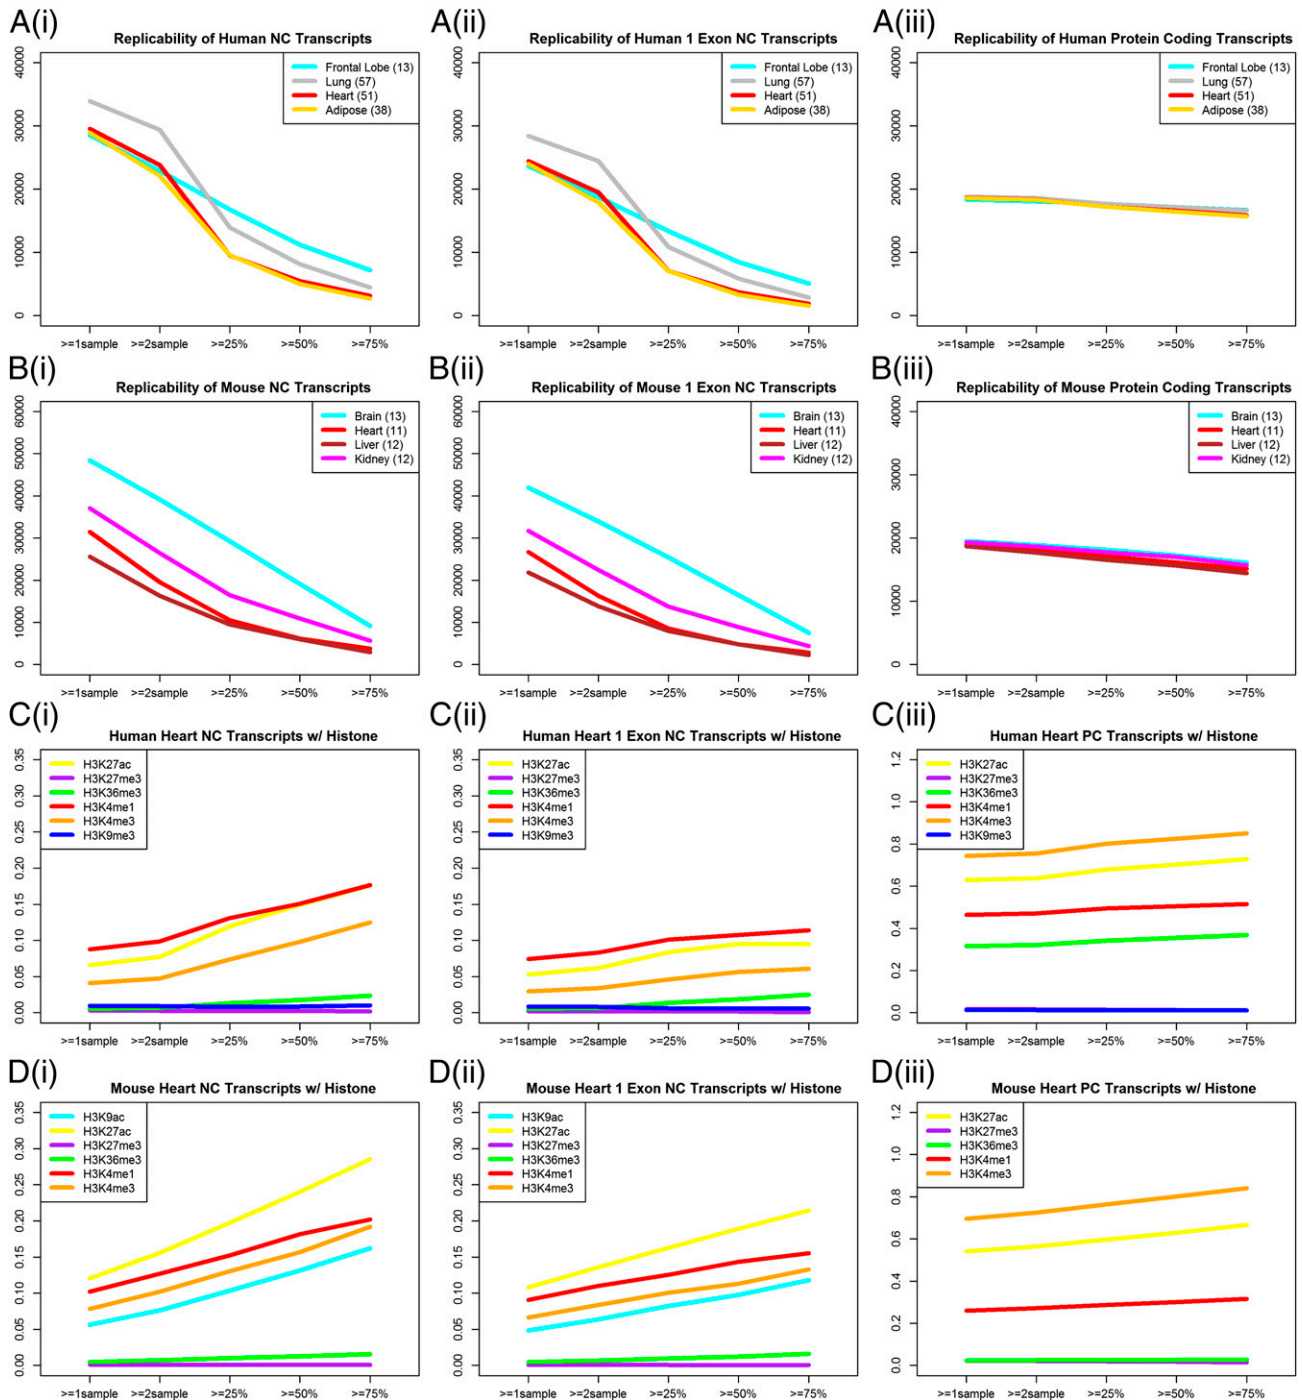 A(i)
Replicability of Human NC Transcripts
40000
30000
20000
10000
0
Frontal Lobe (13)
Lung (57)
Heart (51)
Adipose (38)
>=1sample >=2sample >=25% >=50% >=75%
A(ii)
Replicability of Human 1 Exon NC Transcripts
40000
30000
20000
10000
0
Frontal Lobe (13)
Lung (57)
Heart (51)
Adipose (38)
>=1sample >=2sample >=25% >=50% >=75%
A(iii)
Replicability of Human Protein Coding Transcripts
40000
30000
20000
10000
0
Frontal Lobe (13)
Lung (57)
Heart (51)
Adipose (38)
>=1sample >=2sample >=25% >=50% >=75%
B(i)
Replicability of Mouse NC Transcripts
60000
50000
40000
30000
20000
10000
0
Brain (13)
Heart (11)
Liver (12)
Kidney (12)
>=1sample >=2sample >=25% >=50% >=75%
B(ii)
Replicability of Mouse 1 Exon NC Transcripts
60000
50000
40000
30000
20000
10000
0
Brain (13)
Heart (11)
Liver (12)
Kidney (12)
>=1sample >=2sample >=25% >=50% >=75%
B(iii)
Replicability of Mouse Protein Coding Transcripts
40000
30000
20000
10000
0
Brain (13)
Heart (11)
Liver (12)
Kidney (12)
>=1sample >=2sample >=25% >=50% >=75%
C(i)
Human Heart NC Transcripts w/ Histone
0.35
0.30
0.25
0.20
0.15
0.10
0.05
0.00
H3K27ac
H3K27me3
H3K36me3
H3K4me1
H3K4me3
H3K9me3
>=1sample >=2sample >=25% >=50% >=75%
C(ii)
Human Heart 1 Exon NC Transcripts w/ Histone
0.35
0.30
0.25
0.20
0.15
0.10
0.05
0.00
H3K27ac
H3K27me3
H3K36me3
H3K4me1
H3K4me3
H3K9me3
>=1sample >=2sample >=25% >=50% >=75%
C(iii)
Human Heart PC Transcripts w/ Histone
1.2
1.0
0.8
0.6
0.4
0.2
0.0
H3K27ac
H3K27me3
H3K36me3
H3K4me1
H3K4me3
H3K9me3
>=1sample >=2sample >=25% >=50% >=75%
D(i)
Mouse Heart NC Transcripts w/ Histone
0.35
0.30
0.25
0.20
0.15
0.10
0.05
0.00
H3K9ac
H3K27ac
H3K27me3
H3K36me3
H3K4me1
H3K4me3
>=1sample >=2sample >=25% >=50% >=75%
D(ii)
Mouse Heart 1 Exon NC Transcripts w/ Histone
0.35
0.30
0.25
0.20
0.15
0.10
0.05
0.00
H3K9ac
H3K27ac
H3K27me3
H3K36me3
H3K4me1
H3K4me3
>=1sample >=2sample >=25% >=50% >=75%
D(iii)
Mouse Heart PC Transcripts w/ Histone
1.2
1.0
0.8
0.6
0.4
0.2
0.0
H3K27ac
H3K27me3
H3K36me3
H3K4me1
H3K4me3
>=1sample >=2sample >=25% >=50% >=75%